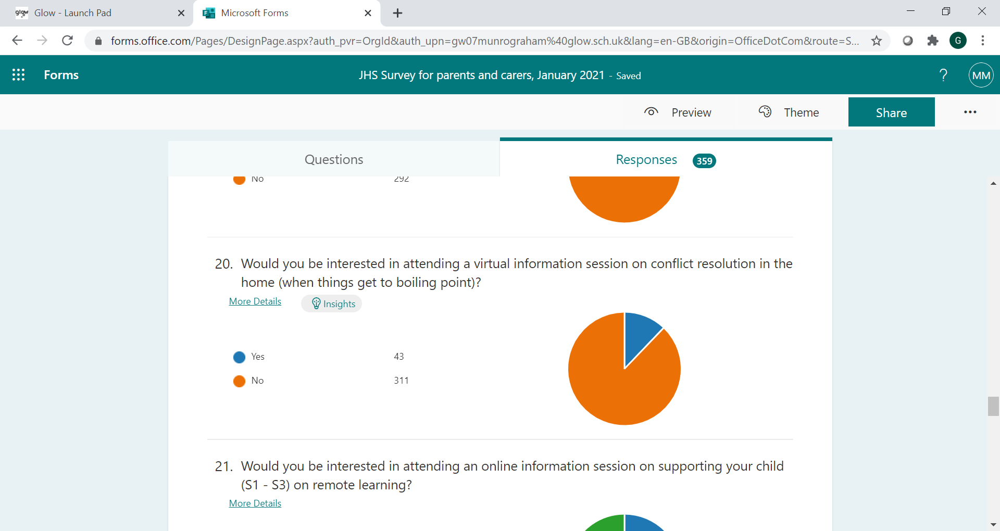 glow Glow - Launch Pad
Microsoft Forms
forms.office.com/Pages/DesignPage.aspx?auth_pvr=OrgId&auth_upn=gw07munrograham%40glow.sch.uk&lang=en-GB&origin=OfficeDotCom&route=S...
G
Forms
JHS Survey for parents and carers, January 2021 - Saved
?
MM
Preview
Theme
Share
Questions
Responses 359
No 292
20. Would you be interested in attending a virtual information session on conflict resolution in the
home (when things get to boiling point)?
More Details
Insights
Yes 43
No 311
21. Would you be interested in attending an online information session on supporting your child
(S1 - S3) on remote learning?
More Details